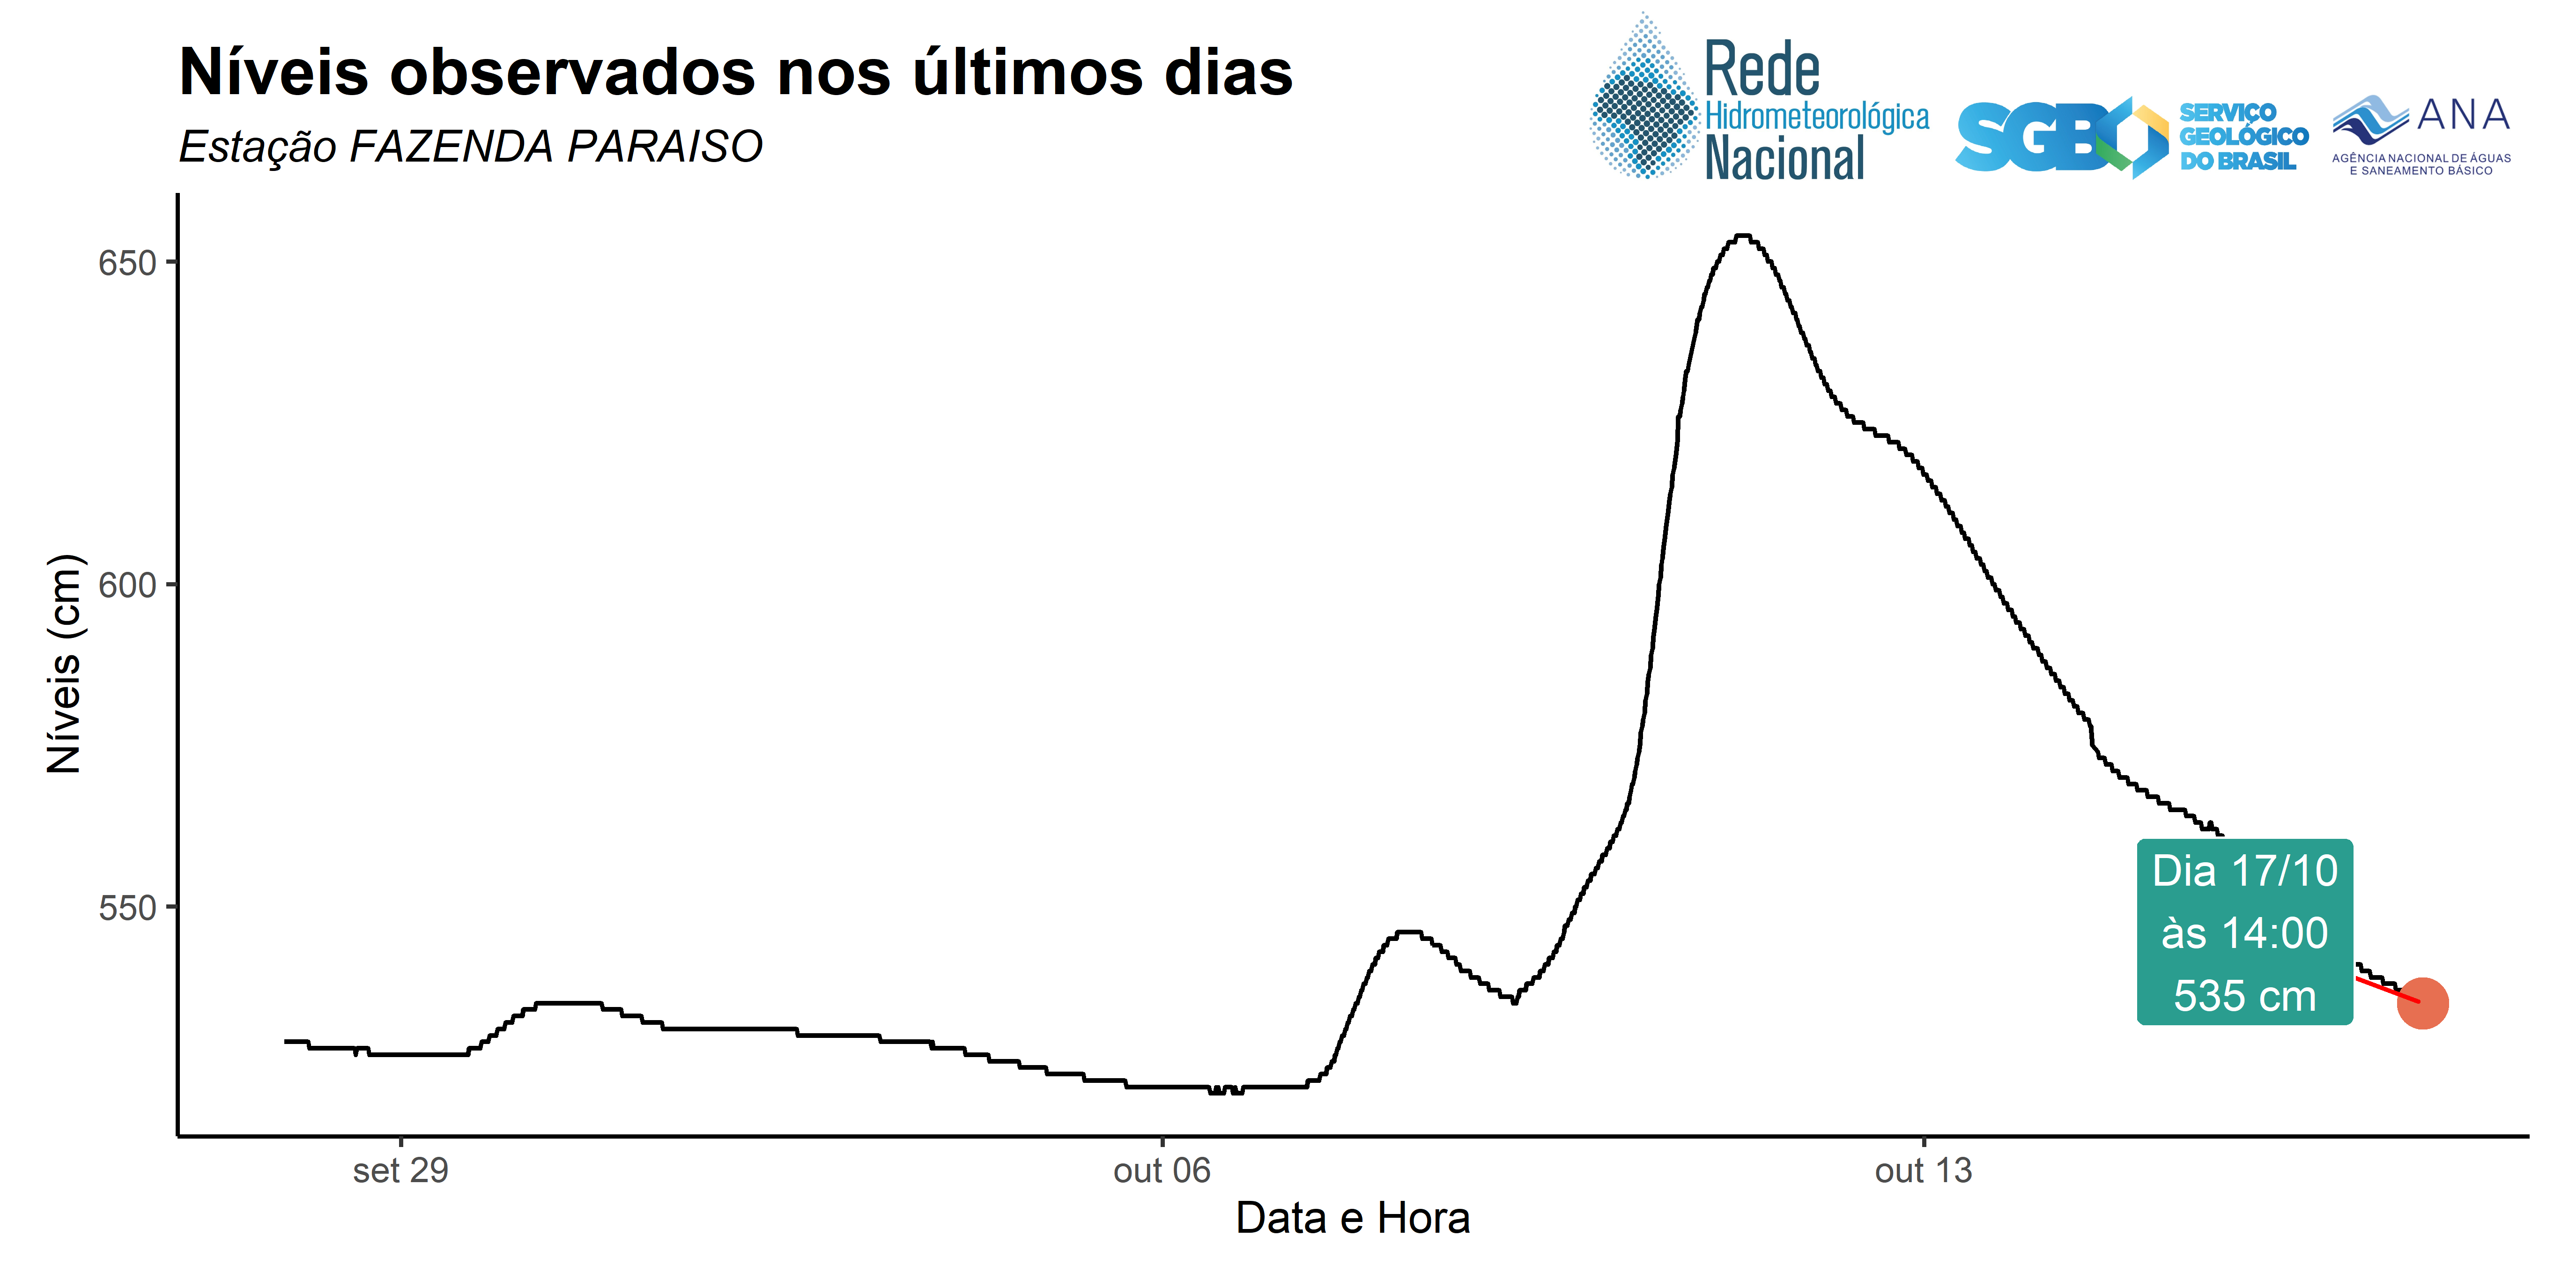 Níveis observados nos últimos dias
Estação FAZENDA PARAISO
Rede
Hidrometeorológica
Nacional
SGB
SERVIÇO
GEOLÓGICO
DO BRASIL
ANA
AGÊNCIA NACIONAL DE ÁGUAS
E SANEAMENTO BÁSICO
Níveis (cm)
650
600
550
Dia 17/10
às 14:00
535 cm
set 29
out 06
out 13
Data e Hora